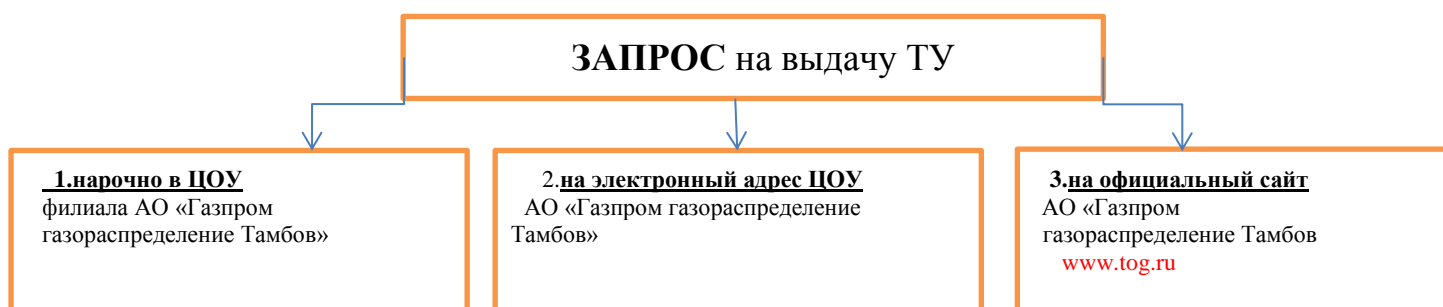 ЗАПРОС на выдачу ТУ
1.нарочно в ЦОУ
филиала АО «Газпром
газораспределение Тамбов»
2.на электронный адрес ЦОУ
АО «Газпром газораспределение
Тамбов»
3.на официальный сайт
АО «Газпром
газораспределение Тамбов
www.tog.ru